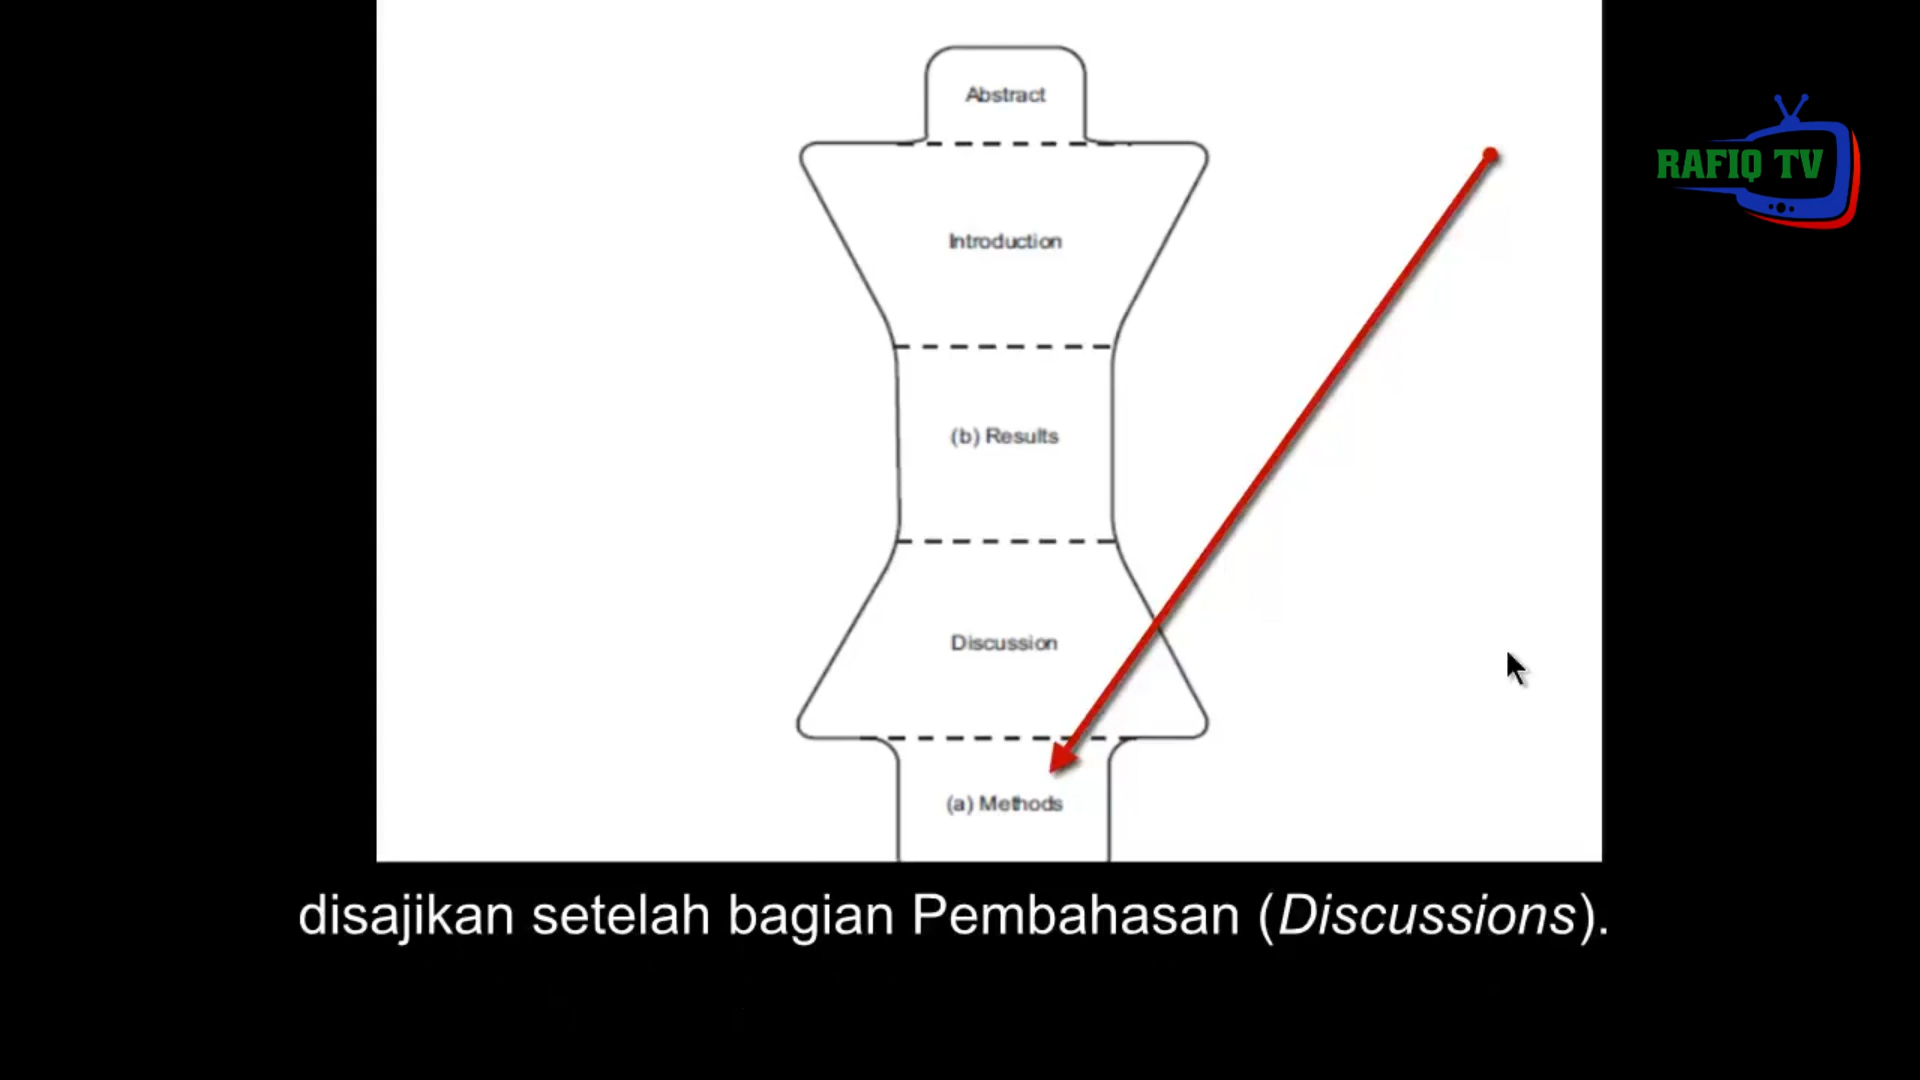 Abstract
RAFIQ TV
Introduction
(b) Results
Discussion
(a) Methods
disajikan setelah bagian Pembahasan (Discussions).